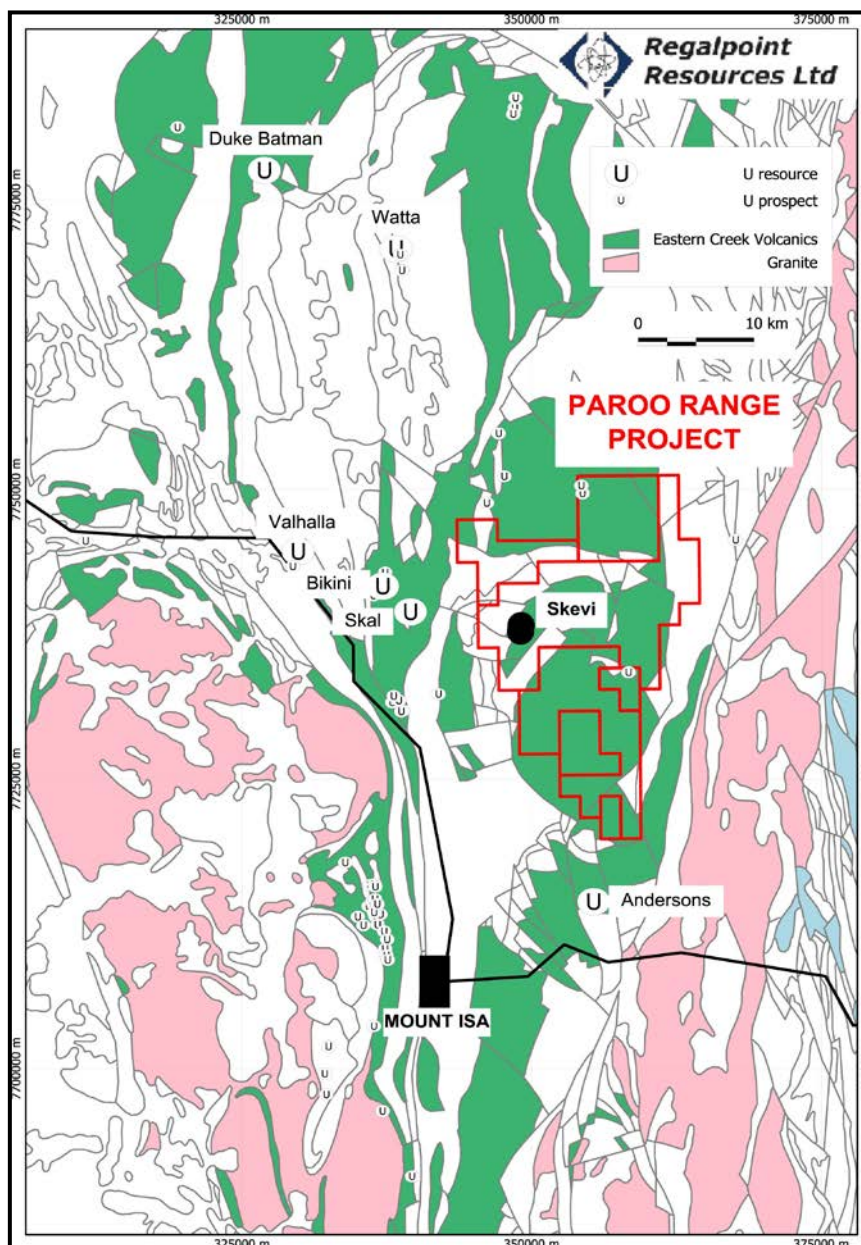 325000 m
350000 m
375000 m
Regalpoint
Resources Ltd
Duke Batman
U
U
U resource
U
U prospect
Eastern Creek Volcanics
Granite
7775000 m
Watta
U
0
10 km
PAROO RANGE
PROJECT
7750000 m
Valhalla
U
Bikini
U
Skal
U
Skevi
7725000 m
U
Andersons
MOUNT ISA
7700000 m
325000 m
350000 m
375000 m